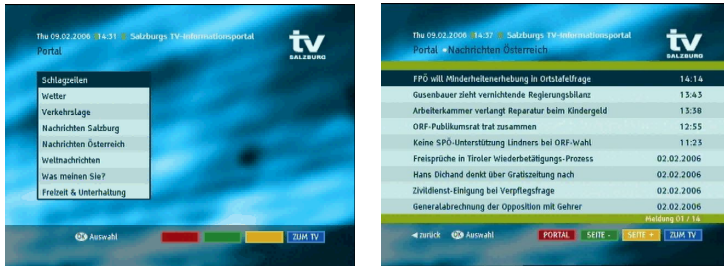 Thu 09.02.2006 14:31 Salzburgs TV-Informationsportal
Portal
tv
SALZBURG
Schlagzeilen
Wetter
Verkehrslage
Nachrichten Salzburg
Nachrichten Österreich
Weltnachrichten
Was meinen Sie?
Freizeit & Unterhaltung
OK Auswahl
ZUM TV
Thu 09.02.2006 14:37 Salzburgs TV-Informationsportal
Portal Nachrichten Österreich
tv
SALZBURG
FPÖ will Minderheitenerhebung in Ortstafelfrage 14:14
Gusenbauer zieht vernichtende Regierungsbilanz 13:43
Arbeiterkammer verlangt Reparatur beim Kindergeld 13:38
ORF-Publikumsrat trat zusammen 12:55
Keine SPÖ-Unterstützung Lindners bei ORF-Wahl 11:23
Freisprüche in Tiroler Wiederbetätigungs-Prozess 02.02.2006
Hans Dichand denkt über Gratiszeitung nach 02.02.2006
Zivildienst-Einigung bei Verpflegsfrage 02.02.2006
Generalabrechnung der Opposition mit Gehrer 02.02.2006
Meldung 01 / 14
zurück OK Auswahl PORTAL SEITE - SEITE + ZUM TV